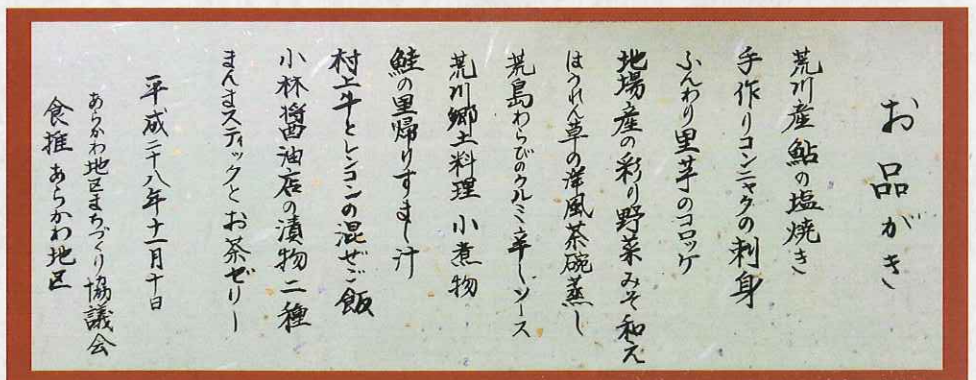 お品がき
荒川産鮎の塩焼き
手作りコンニャクの刺身
ふんわり里芋のコロッケ
地場産の彩り野菜みそ和え
ほうれん草の洋風茶碗蒸し
荒島わらびのクルミ辛しソース
荒川郷土料理 小煮物
鮭の里帰りすまし汁
村上牛とレンコンの混ぜご飯
小林醤油店の漬物二種
まんまスティックとお茶ゼリー
平成二十八年十一月十日
あらかわ地区まちづくり協議会
食推あらかわ地区